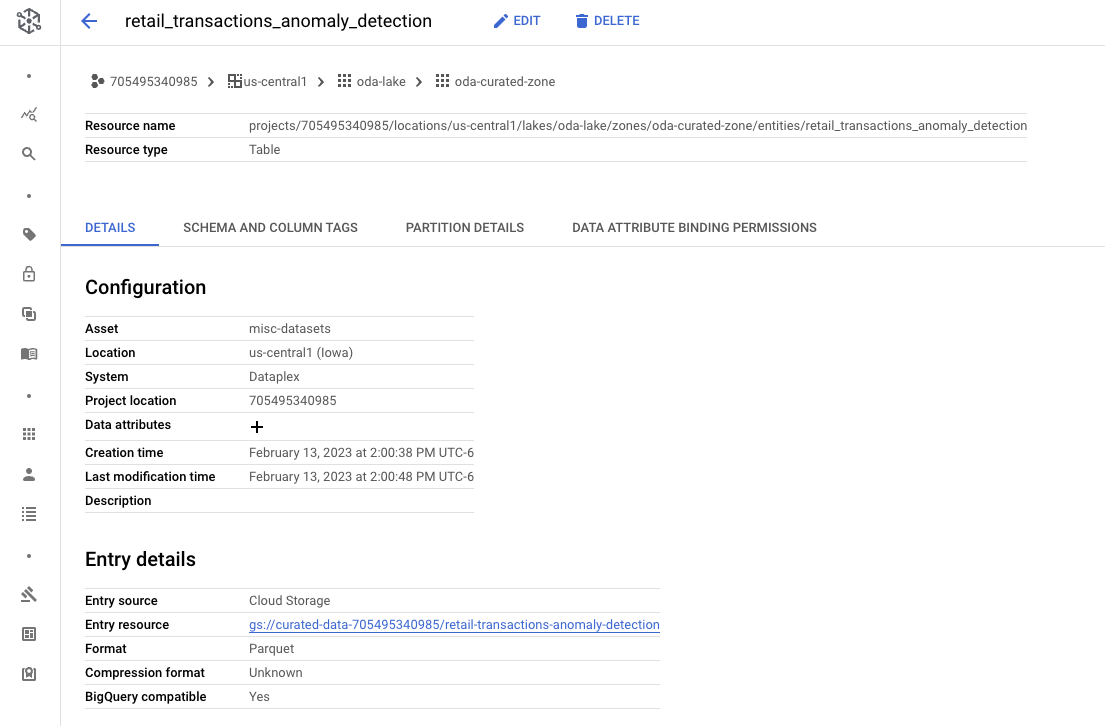 retail_transactions_anomaly_detection EDIT DELETE
705495340985 us-central1 oda-lake oda-curated-zone
Resource name projects/705495340985/locations/us-central1/lakes/oda-lake/zones/oda-curated-zone/entities/retail_transactions_anomaly_detection
Resource type Table
DETAILS SCHEMA AND COLUMN TAGS PARTITION DETAILS DATA ATTRIBUTE BINDING PERMISSIONS
Configuration
Asset misc-datasets
Location us-central1 (Iowa)
System Dataplex
Project location 705495340985
Data attributes
Creation time February 13, 2023 at 2:00:38 PM UTC-6
Last modification time February 13, 2023 at 2:00:48 PM UTC-6
Description
Entry details
Entry source Cloud Storage
Entry resource gs://curated-data-705495340985/retail-transactions-anomaly-detection
Format Parquet
Compression format Unknown
BigQuery compatible Yes